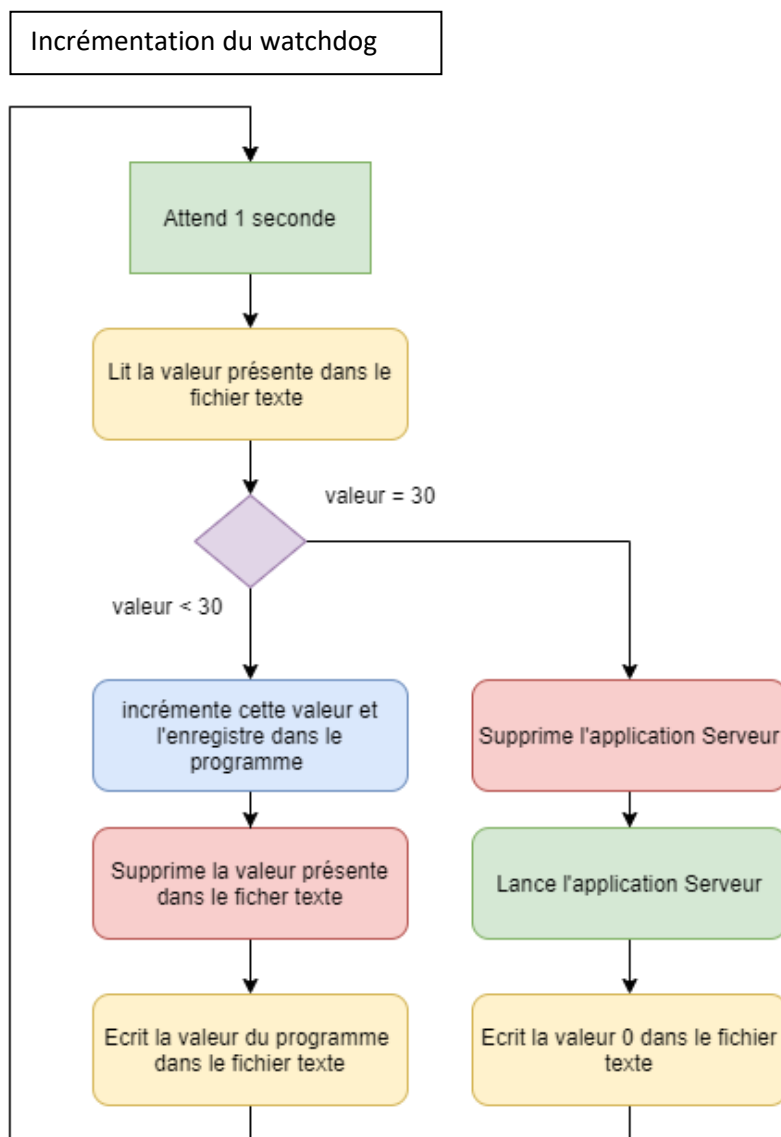 Incrémentation du watchdog
Attend 1 seconde
Lit la valeur présente dans le
fichier texte
valeur = 30
valeur < 30
incrémente cette valeur et
l'enregistre dans le
programme
Supprime l'application Serveur
Supprime la valeur présente
dans le ficher texte
Lance l'application Serveur
Ecrit la valeur du programme
dans le fichier texte
Ecrit la valeur 0 dans le fichier
texte